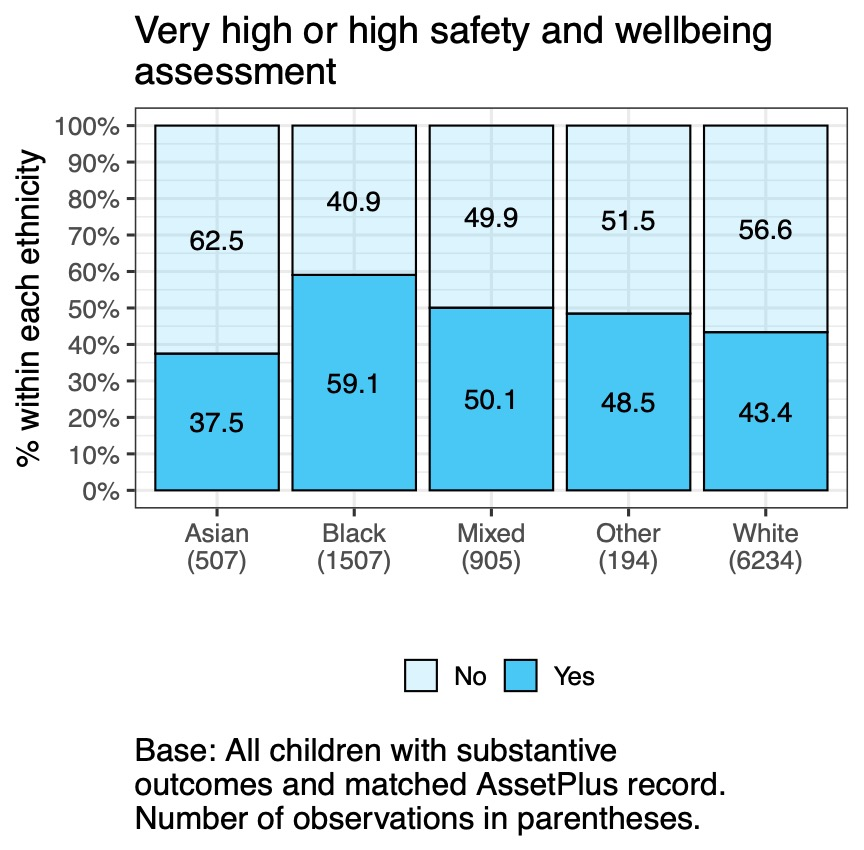 Very high or high safety and wellbeing
assessment
% within each ethnicity
100%
90%
80%
70%
60%
50%
40%
30%
20%
10%
0%
62.5
40.9
49.9
51.5
56.6
37.5
59.1
50.1
48.5
43.4
Asian
(507)
Black
(1507)
Mixed
(905)
Other
(194)
White
(6234)
No
Yes
Base: All children with substantive
outcomes and matched AssetPlus record.
Number of observations in parentheses.